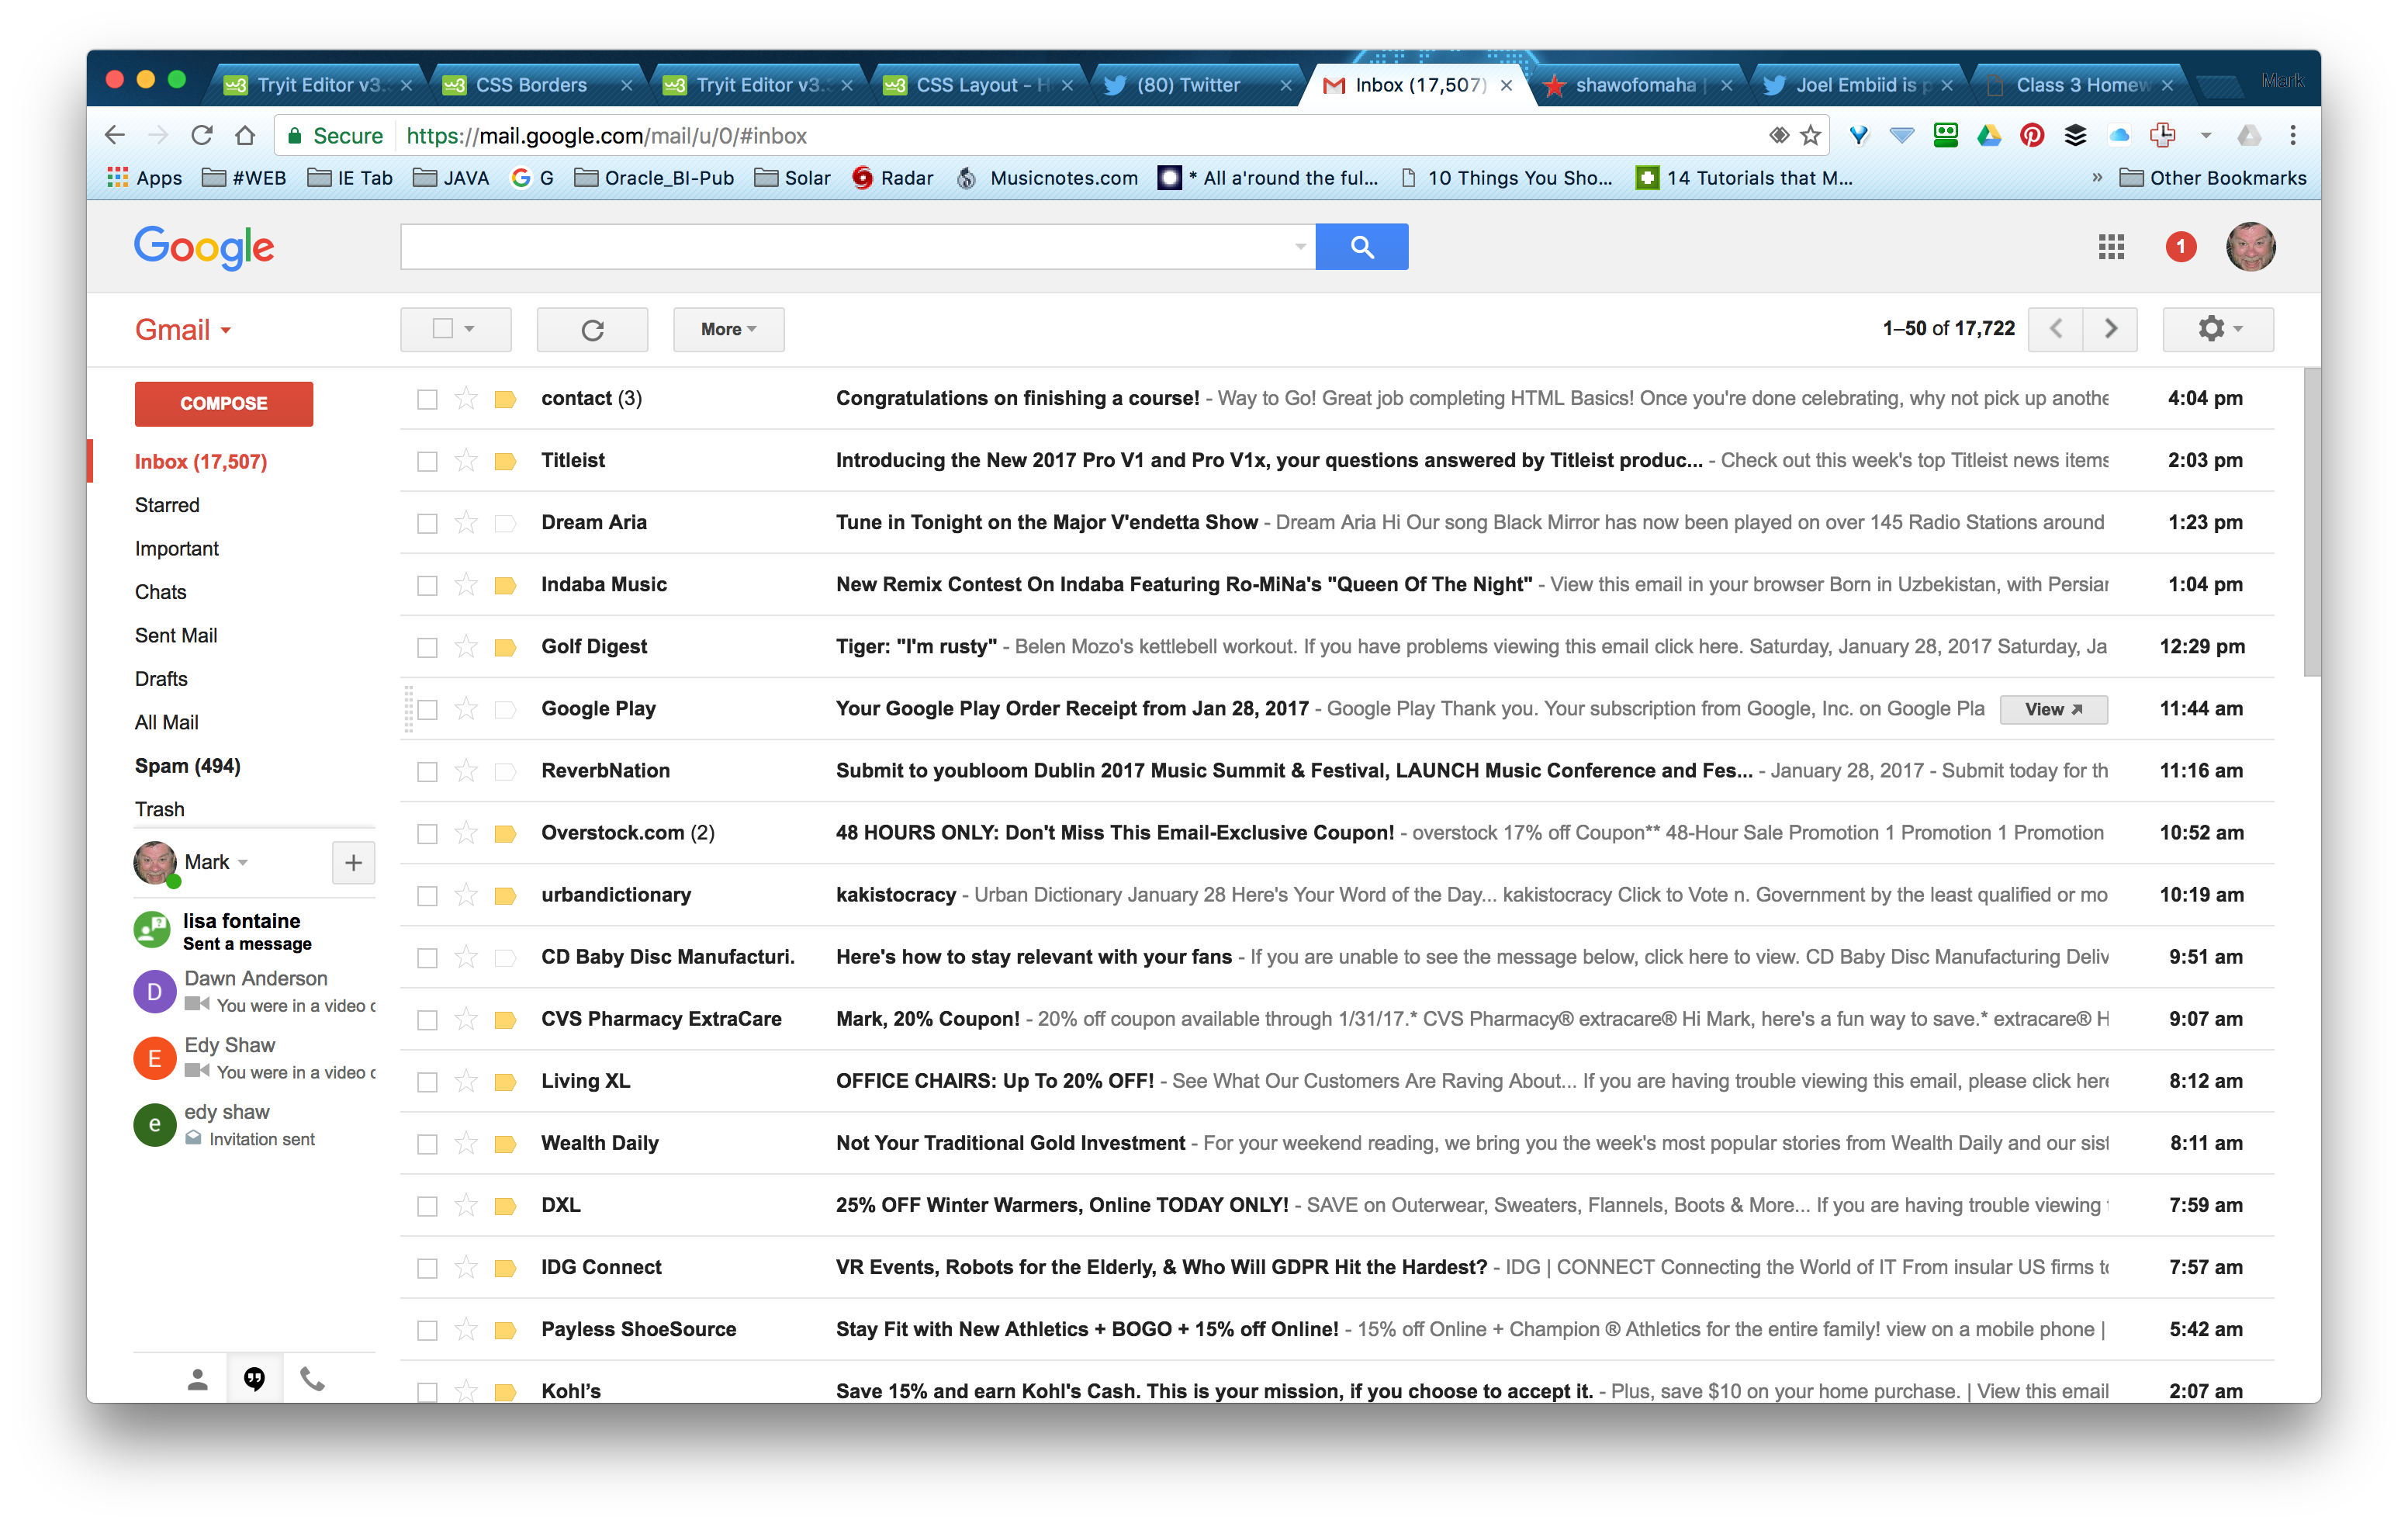 Tryit Editor v3.
CSS Borders
Tryit Editor v3.
CSS Layout - H
(80) Twitter
Inbox (17,507)
shawofomaha |
Joel Embiid is p
Class 3 Homew
Mark
Secure https://mail.google.com/mail/u/0/#inbox
Apps #WEB IE Tab JAVA G Oracle_BI-Pub Solar Radar Musicnotes.com * All a'round the ful... 10 Things You Sho... 14 Tutorials that M... » Other Bookmarks
Google
1
Gmail
More
1–50 of 17,722
COMPOSE
Inbox (17,507)
Starred
Important
Chats
Sent Mail
Drafts
All Mail
Spam (494)
Trash
Mark
+
lisa fontaine
Sent a message
D
Dawn Anderson
You were in a video c
E
Edy Shaw
You were in a video c
e
edy shaw
Invitation sent
contact (3) Congratulations on finishing a course! - Way to Go! Great job completing HTML Basics! Once you're done celebrating, why not pick up anothe 4:04 pm
Titleist Introducing the New 2017 Pro V1 and Pro V1x, your questions answered by Titleist produc... - Check out this week's top Titleist news items 2:03 pm
Dream Aria Tune in Tonight on the Major V'endetta Show - Dream Aria Hi Our song Black Mirror has now been played on over 145 Radio Stations around 1:23 pm
Indaba Music New Remix Contest On Indaba Featuring Ro-MiNa's "Queen Of The Night" - View this email in your browser Born in Uzbekistan, with Persian 1:04 pm
Golf Digest Tiger: "I'm rusty" - Belen Mozo's kettlebell workout. If you have problems viewing this email click here. Saturday, January 28, 2017 Saturday, Ja 12:29 pm
Google Play Your Google Play Order Receipt from Jan 28, 2017 - Google Play Thank you. Your subscription from Google, Inc. on Google Pla View 11:44 am
ReverbNation Submit to youbloom Dublin 2017 Music Summit & Festival, LAUNCH Music Conference and Fes... - January 28, 2017 - Submit today for th 11:16 am
Overstock.com (2) 48 HOURS ONLY: Don't Miss This Email-Exclusive Coupon! - overstock 17% off Coupon** 48-Hour Sale Promotion 1 Promotion 1 Promotion 10:52 am
urbandictionary kakistocracy - Urban Dictionary January 28 Here's Your Word of the Day... kakistocracy Click to Vote n. Government by the least qualified or mo 10:19 am
CD Baby Disc Manufacturi. Here's how to stay relevant with your fans - If you are unable to see the message below, click here to view. CD Baby Disc Manufacturing Deliv 9:51 am
CVS Pharmacy ExtraCare Mark, 20% Coupon! - 20% off coupon available through 1/31/17.* CVS Pharmacy® extracare® Hi Mark, here's a fun way to save.* extracare® H 9:07 am
Living XL OFFICE CHAIRS: Up To 20% OFF! - See What Our Customers Are Raving About... If you are having trouble viewing this email, please click here 8:12 am
Wealth Daily Not Your Traditional Gold Investment - For your weekend reading, we bring you the week's most popular stories from Wealth Daily and our sist 8:11 am
DXL 25% OFF Winter Warmers, Online TODAY ONLY! - SAVE on Outerwear, Sweaters, Flannels, Boots & More... If you are having trouble viewing 7:59 am
IDG Connect VR Events, Robots for the Elderly, & Who Will GDPR Hit the Hardest? - IDG | CONNECT Connecting the World of IT From insular US firms to 7:57 am
Payless ShoeSource Stay Fit with New Athletics + BOGO + 15% off Online! - 15% off Online + Champion ® Athletics for the entire family! view on a mobile phone | 5:42 am
Kohl's Save 15% and earn Kohl's Cash. This is your mission, if you choose to accept it. - Plus, save $10 on your home purchase. | View this email 2:07 am